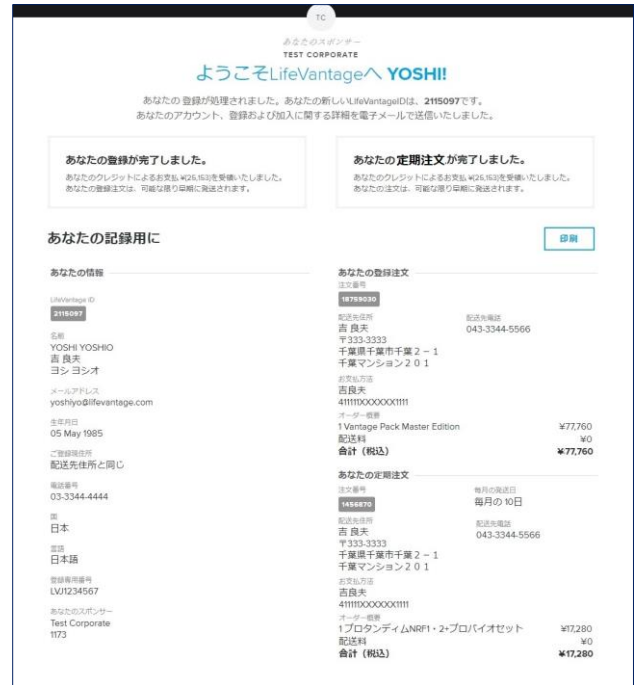 TC
あなたのスポンサー
TEST CORPORATE
ようこそLifeVantageへ YOSHI!
あなたの 登録が処理されました。あなたの新しいLifeVantageIDは、2115097です。
あなたのアカウント、登録および加入に関する詳細を電子メールで送信いたしました。
あなたの登録が完了しました。
あなたのクレジットによるお支払 ¥(25,153)を受領いたしました。
あなたの登録注文は、可能な限り早期に発送されます。
あなたの定期注文が完了しました。
あなたのクレジットによるお支払 ¥(25,153)を受領いたしました。
あなたの注文は、可能な限り早期に発送されます。
あなたの記録用に
印刷
あなたの情報
LifeVantage ID
2115097
名前
YOSHI YOSHIO
吉 良夫
ヨシ ヨシオ
メールアドレス
yoshiyo@lifevantage.com
生年月日
05 May 1985
ご登録現住所
配送先住所と同じ
電話番号
03-3344-4444
国
日本
言語
日本語
登録専用番号
LVJ1234567
あなたのスポンサー
Test Corporate
1173
あなたの登録注文
注文番号
18759030
配送先住所
吉 良夫
〒333-3333
千葉県千葉市千葉２－１
千葉マンション２０１
配送先電話
043-3344-5566
お支払方法
吉良夫
411111XXXXXX1111
オーダー概要
1 Vantage Pack Master Edition ¥77,760
配送料 ¥0
合計（税込） ¥77,760
あなたの定期注文
注文番号
1456870
毎月の発送日
毎月の 10日
配送先住所
吉 良夫
〒333-3333
千葉県千葉市千葉２－１
千葉マンション２０１
配送先電話
043-3344-5566
お支払方法
吉良夫
411111XXXXXX1111
オーダー概要
1 プロタンディムNRF1・2+プロバイオセット ¥17,280
配送料 ¥0
合計（税込） ¥17,280